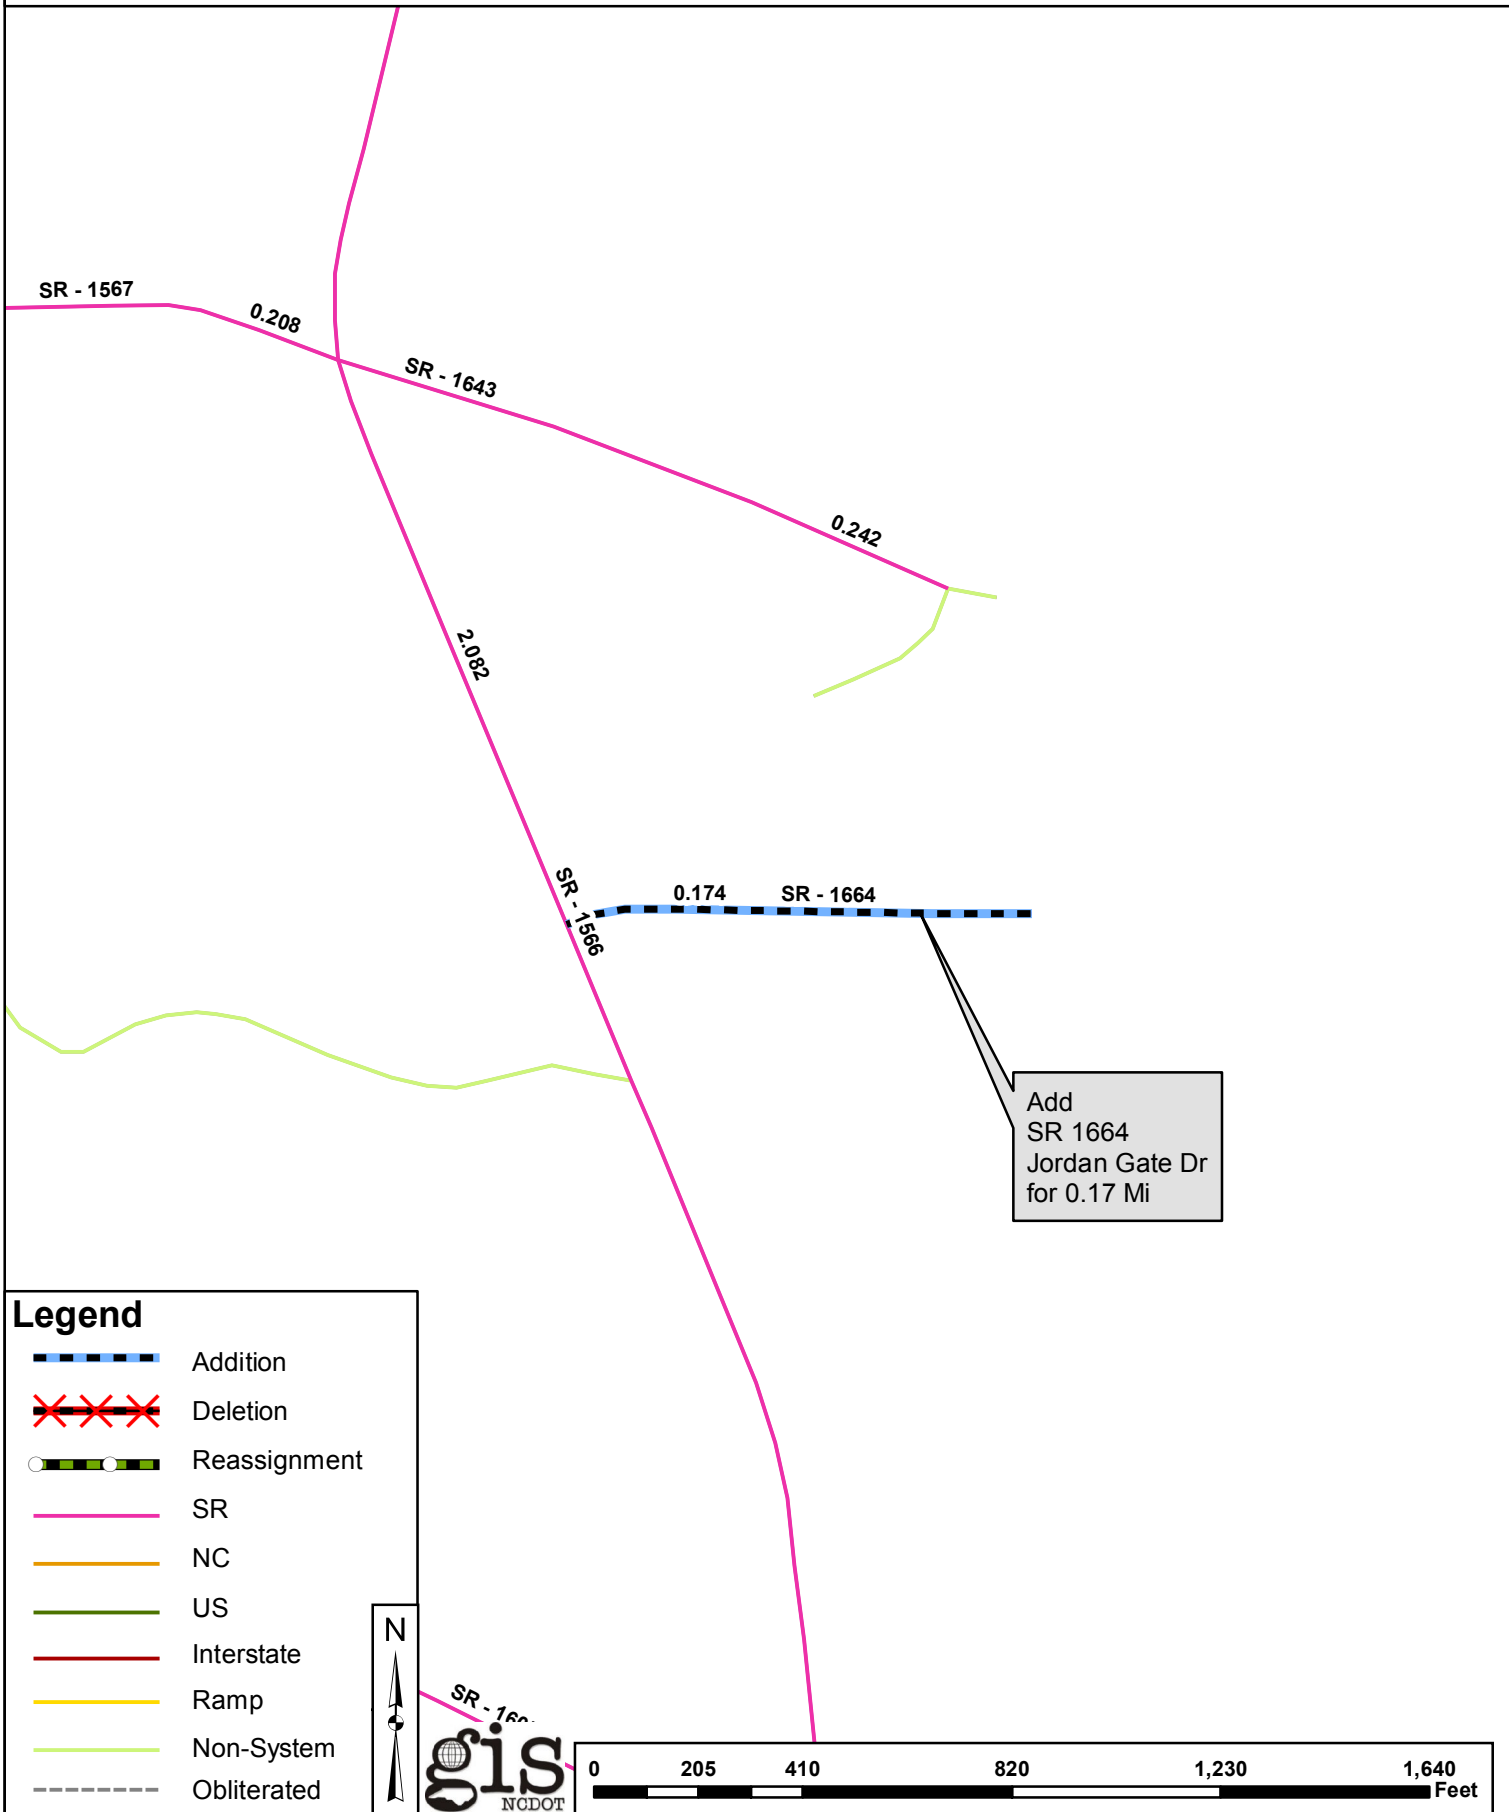 SR - 1567
0.208
SR - 1643
0.242
2.082
SR - 1566
0.174
SR - 1664
Add
SR 1664
Jordan Gate Dr
for 0.17 Mi
Legend
Addition
Deletion
Reassignment
SR
NC
US
Interstate
Ramp
Non-System
Obliterated
N
SR -
gis
NCDOT
0 205 410 820 1,230 1,640
Feet